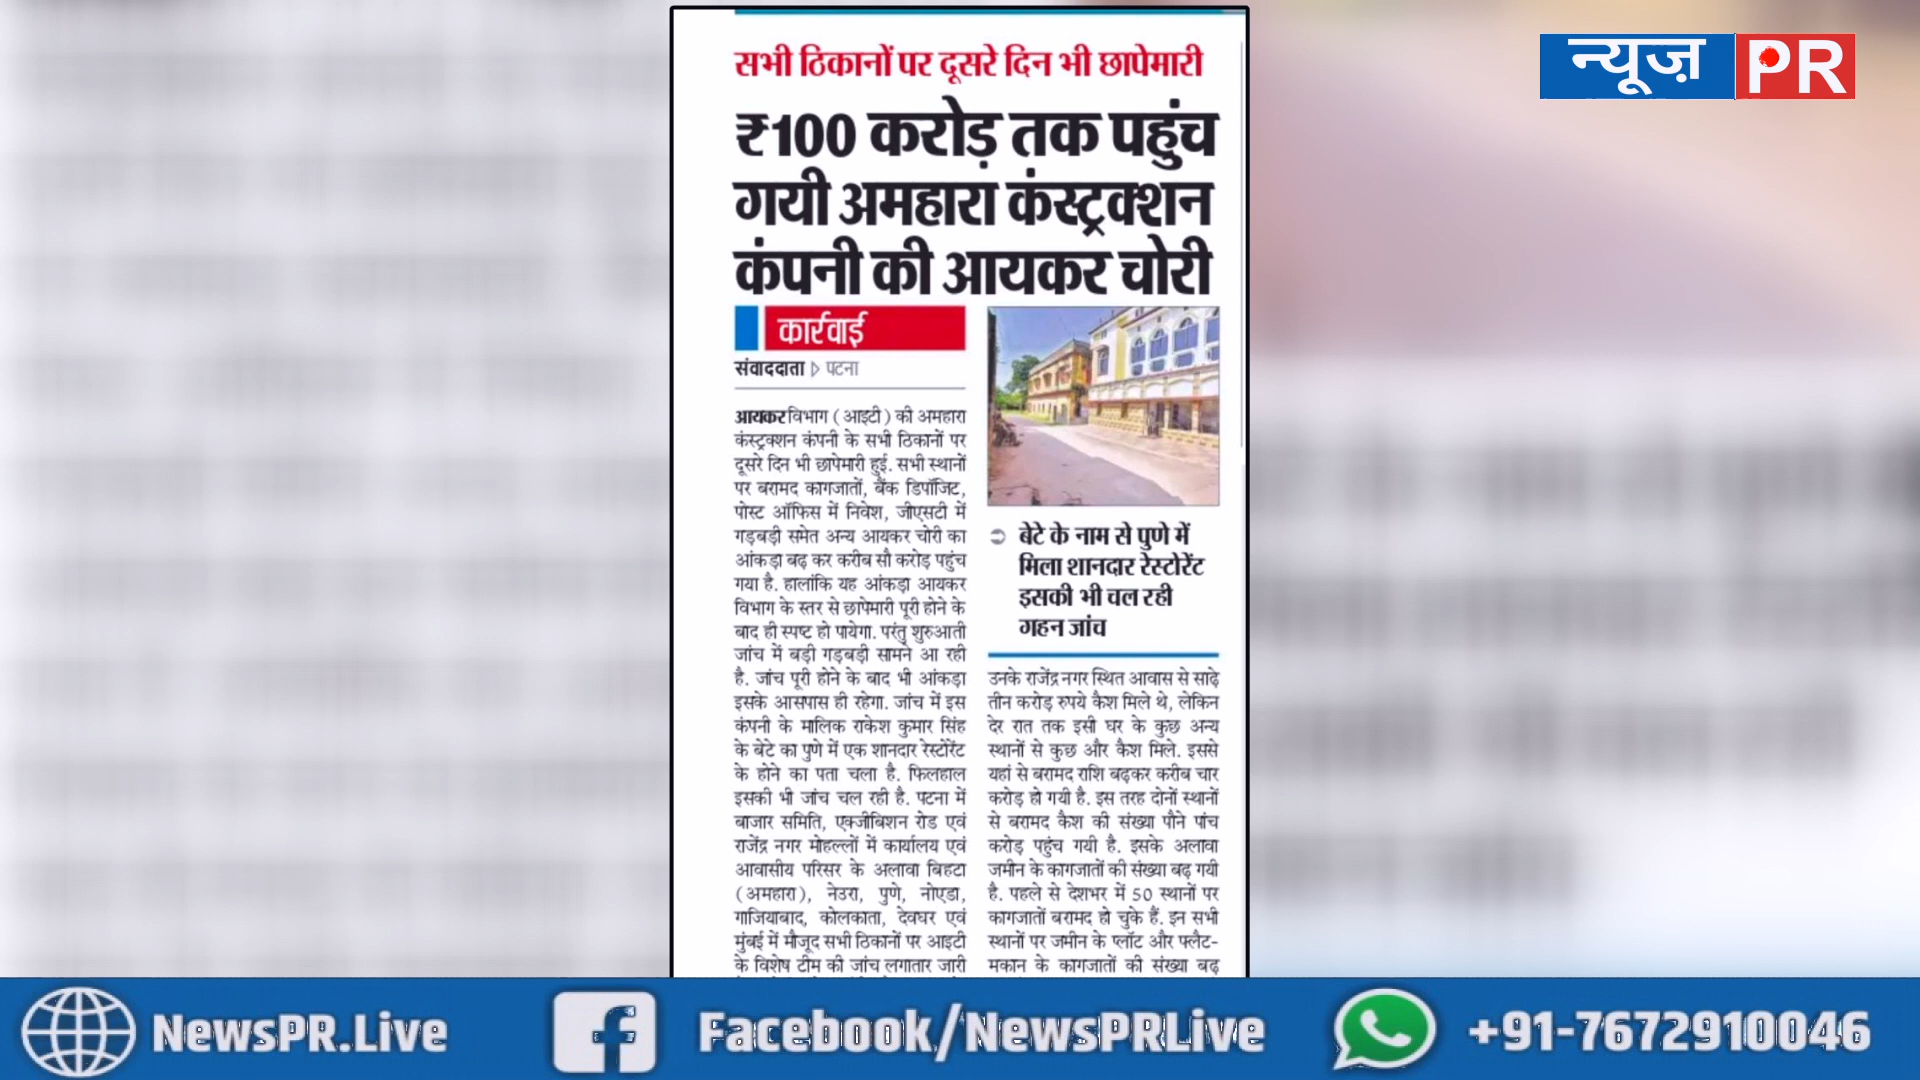 न्यूज़ PR
सभी ठिकानों पर दूसरे दिन भी छापेमारी
₹100 करोड़ तक पहुंच
गयी अमहारा कंस्ट्रक्शन
कंपनी की आयकर चोरी
कार्रवाई
संवाददाता ▷ पटना
आयकर विभाग (आइटी) की अमहारा
कंस्ट्रक्शन कंपनी के सभी ठिकानों पर
दूसरे दिन भी छापेमारी हुई. सभी स्थानों
पर बरामद कागजातों, बैंक डिपॉजिट,
पोस्ट ऑफिस में निवेश, जीएसटी में
गड़बड़ी समेत अन्य आयकर चोरी का
आंकड़ा बढ़ कर करीब सौ करोड़ पहुंच
गया है. हालांकि यह आंकड़ा आयकर
विभाग के स्तर से छापेमारी पूरी होने के
बाद ही स्पष्ट हो पायेगा. परंतु शुरुआती
जांच में बड़ी गड़बड़ी सामने आ रही
है. जांच पूरी होने के बाद भी आंकड़ा
इसके आसपास ही रहेगा. जांच में इस
कंपनी के मालिक राकेश कुमार सिंह
के बेटे का पुणे में एक शानदार रेस्टोरेंट
के होने का पता चला है. फिलहाल
इसकी भी जांच चल रही है. पटना में
बाजार समिति, एक्जीबिशन रोड एवं
राजेंद्र नगर मोहल्लों में कार्यालय एवं
आवासीय परिसर के अलावा बिहटा
(अमहारा), नेउरा, पुणे, नोएडा,
गाजियाबाद, कोलकाता, देवघर एवं
मुंबई में मौजूद सभी ठिकानों पर आइटी
के विशेष टीम की जांच लगातार जारी
बेटे के नाम से पुणे में
मिला शानदार रेस्टोरेंट
इसकी भी चल रही
गहन जांच
उनके राजेंद्र नगर स्थित आवास से साढ़े
तीन करोड़ रुपये कैश मिले थे, लेकिन
देर रात तक इसी घर के कुछ अन्य
स्थानों से कुछ और कैश मिले. इससे
यहां से बरामद राशि बढ़कर करीब चार
करोड़ हो गयी है. इस तरह दोनों स्थानों
से बरामद कैश की संख्या पौने पांच
करोड़ पहुंच गयी है. इसके अलावा
जमीन के कागजातों की संख्या बढ़ गयी
है. पहले से देशभर में 50 स्थानों पर
कागजातों बरामद हो चुके हैं. इन सभी
स्थानों पर जमीन के प्लॉट और फ्लैट-
मकान के कागजातों की संख्या बढ़
NewsPR.Live
Facebook/NewsPRLive
+91-7672910046